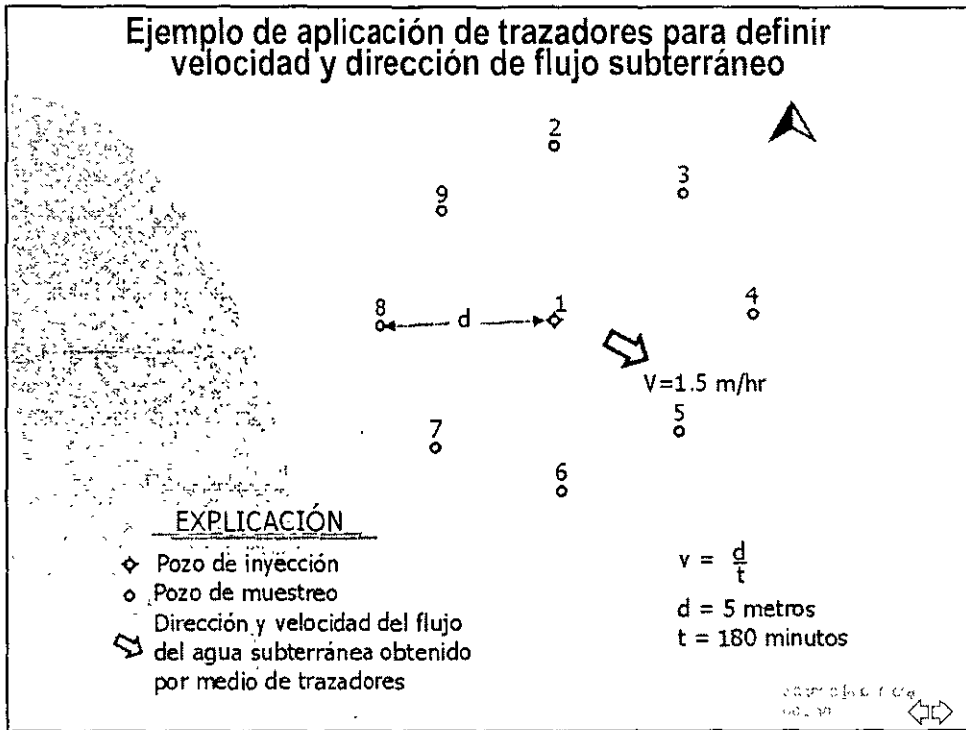 Ejemplo de aplicación de trazadores para definir
velocidad y dirección de flujo subterráneo
2
3
9
1
4
8
d
V=1.5 m/hr
5
7
6
EXPLICACIÓN
Pozo de inyección
Pozo de muestreo
Dirección y velocidad del flujo
del agua subterránea obtenido
por medio de trazadores
v = d/t
d = 5 metros
t = 180 minutos